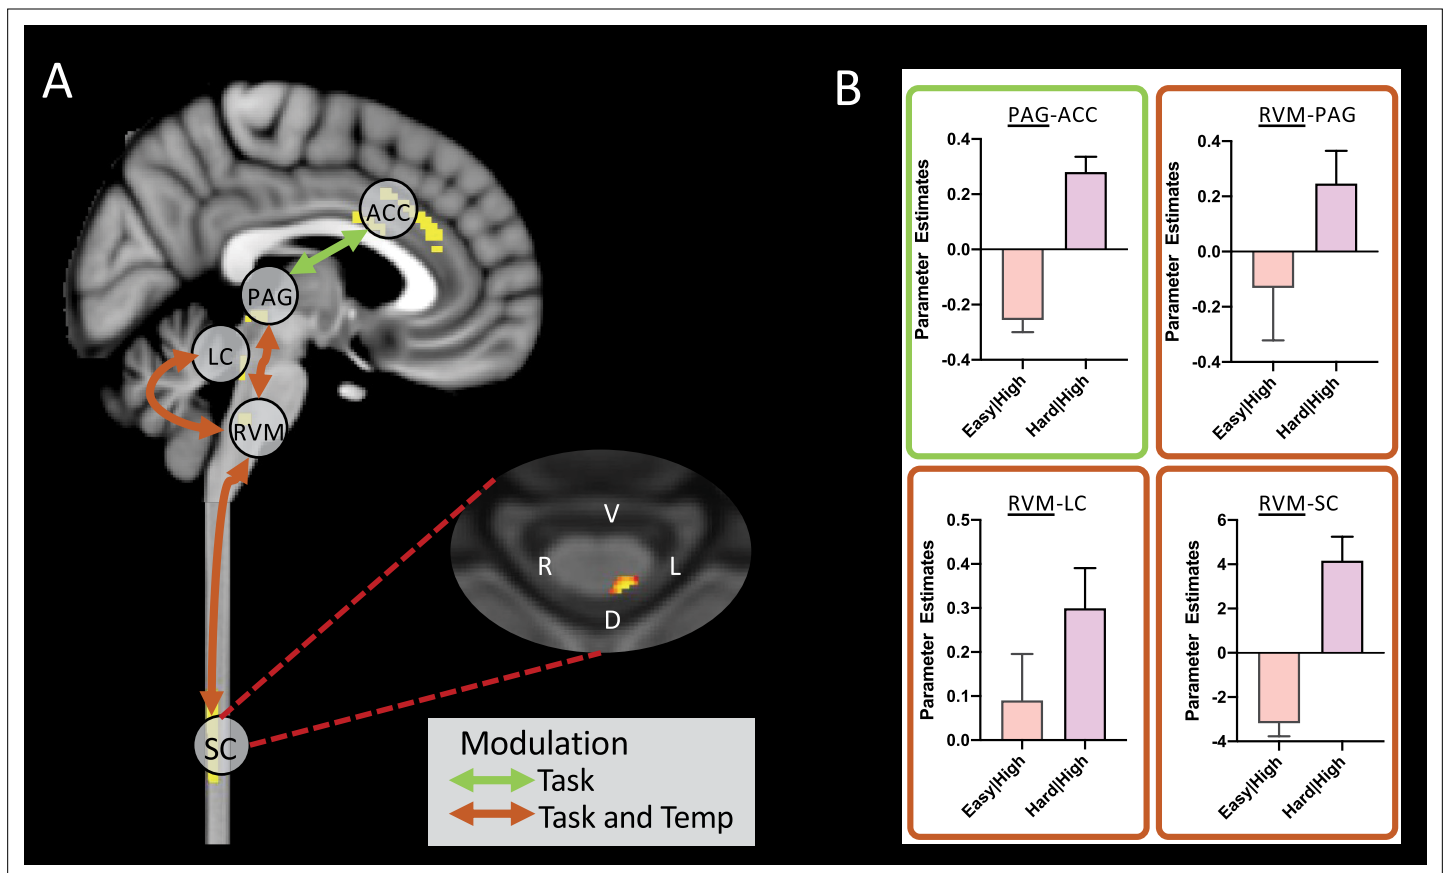 A
ACC
PAG
LC
RVM
SC
V
R
L
D
Modulation
Task
Task and Temp
B
PAG-ACC
Parameter Estimates
0.4
0.2
0.0
-0.2
-0.4
Easy|High
Hard|High
RVM-PAG
Parameter Estimates
0.4
0.2
0.0
-0.2
-0.4
Easy|High
Hard|High
RVM-LC
Parameter Estimates
0.5
0.4
0.3
0.2
0.1
0.0
Easy|High
Hard|High
RVM-SC
Parameter Estimates
6
4
2
0
-2
-4
Easy|High
Hard|High